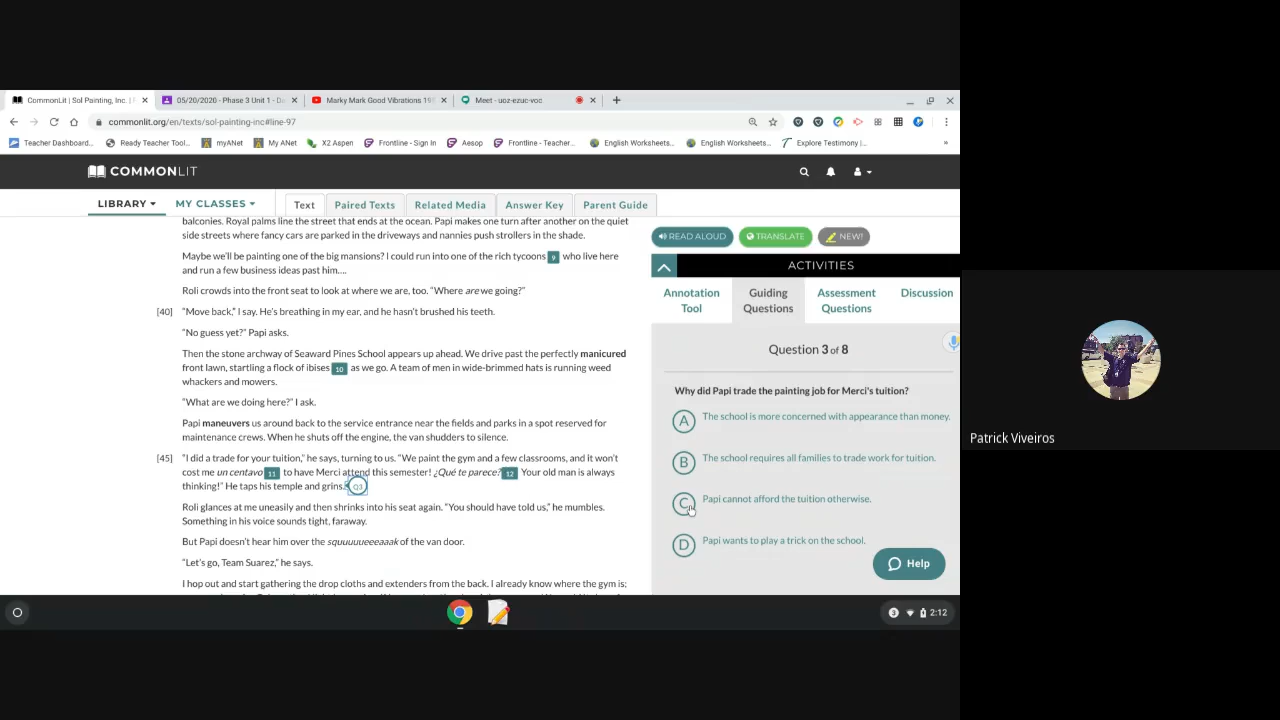 CommonLit | Sol Painting, Inc. |
05/20/2020 - Phase 3 Unit 1 - Da
Marky Mark Good Vibrations 199
Meet - uoz-ezuc-voc
commonlit.org/en/texts/sol-painting-inc#line-97
Teacher Dashboard...
Ready Teacher Tool...
myANet
My ANet
X2 Aspen
Frontline - Sign In
Aesop
Frontline - Teacher...
English Worksheets...
English Worksheets...
Explore Testimony |...
COMMONLIT
LIBRARY
MY CLASSES
Text
Paired Texts
Related Media
Answer Key
Parent Guide
balconies. Royal palms line the street that ends at the ocean. Papi makes one turn after another on the quiet
side streets where fancy cars are parked in the driveways and nannies push strollers in the shade.
Maybe we'll be painting one of the big mansions? I could run into one of the rich tycoons 9 who live here
and run a few business ideas past him....
Roli crowds into the front seat to look at where we are, too. "Where are we going?"
[40] "Move back," I say. He's breathing in my ear, and he hasn't brushed his teeth.
"No guess yet?" Papi asks.
Then the stone archway of Seaward Pines School appears up ahead. We drive past the perfectly manicured
front lawn, startling a flock of ibises 10 as we go. A team of men in wide-brimmed hats is running weed
whackers and mowers.
"What are we doing here?" I ask.
Papi maneuvers us around back to the service entrance near the fields and parks in a spot reserved for
maintenance crews. When he shuts off the engine, the van shudders to silence.
[45] "I did a trade for your tuition," he says, turning to us. "We paint the gym and a few classrooms, and it won't
cost me un centavo 11 to have Merci attend this semester! ¿Qué te parece? 12 Your old man is always
thinking!" He taps his temple and grins. Q3
Roli glances at me uneasily and then shrinks into his seat again. "You should have told us," he mumbles.
Something in his voice sounds tight, faraway.
But Papi doesn't hear him over the squuuuueeeaaak of the van door.
"Let's go, Team Suarez," he says.
I hop out and start gathering the drop cloths and extenders from the back. I already know where the gym is;
READ ALOUD
TRANSLATE
NEW!
ACTIVITIES
Annotation
Tool
Guiding
Questions
Assessment
Questions
Discussion
Question 3 of 8
Why did Papi trade the painting job for Merci's tuition?
A The school is more concerned with appearance than money.
B The school requires all families to trade work for tuition.
C Papi cannot afford the tuition otherwise.
D Papi wants to play a trick on the school.
Help
3 2:12
Patrick Viveiros